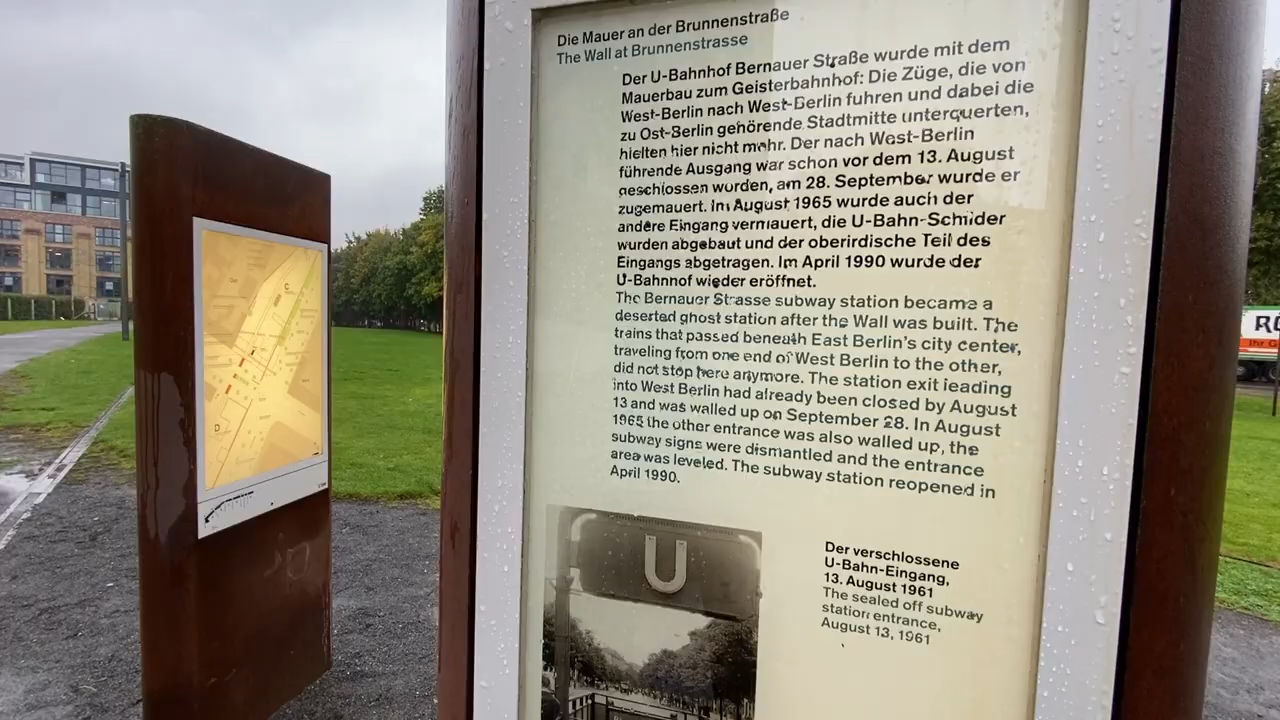 Die Mauer an der Brunnenstraße
The Wall at Brunnenstrasse
Der U-Bahnhof Bernauer Straße wurde mit dem
Mauerbau zum Geisterbahnhof: Die Züge, die von
West-Berlin nach West-Berlin fuhren und dabei die
zu Ost-Berlin gehörende Stadtmitte unterquerten,
hielten hier nicht mehr. Der nach West-Berlin
führende Ausgang war schon vor dem 13. August
geschlossen worden, am 28. September wurde er
zugemauert. Im August 1965 wurde auch der
andere Eingang vermauert, die U-Bahn-Schilder
wurden abgebaut und der oberirdische Teil des
Eingangs abgetragen. Im April 1990 wurde der
U-Bahnhof wieder eröffnet.
The Bernauer Strasse subway station became a
deserted ghost station after the Wall was built. The
trains that passed beneath East Berlin's city center,
traveling from one end of West Berlin to the other,
did not stop here anymore. The station exit leading
into West Berlin had already been closed by August
13 and was walled up on September 28. In August
1965 the other entrance was also walled up, the
subway signs were dismantled and the entrance
area was leveled. The subway station reopened in
April 1990.
U
Der verschlossene
U-Bahn-Eingang,
13. August 1961
The sealed off subway
station entrance,
August 13, 1961
C
D